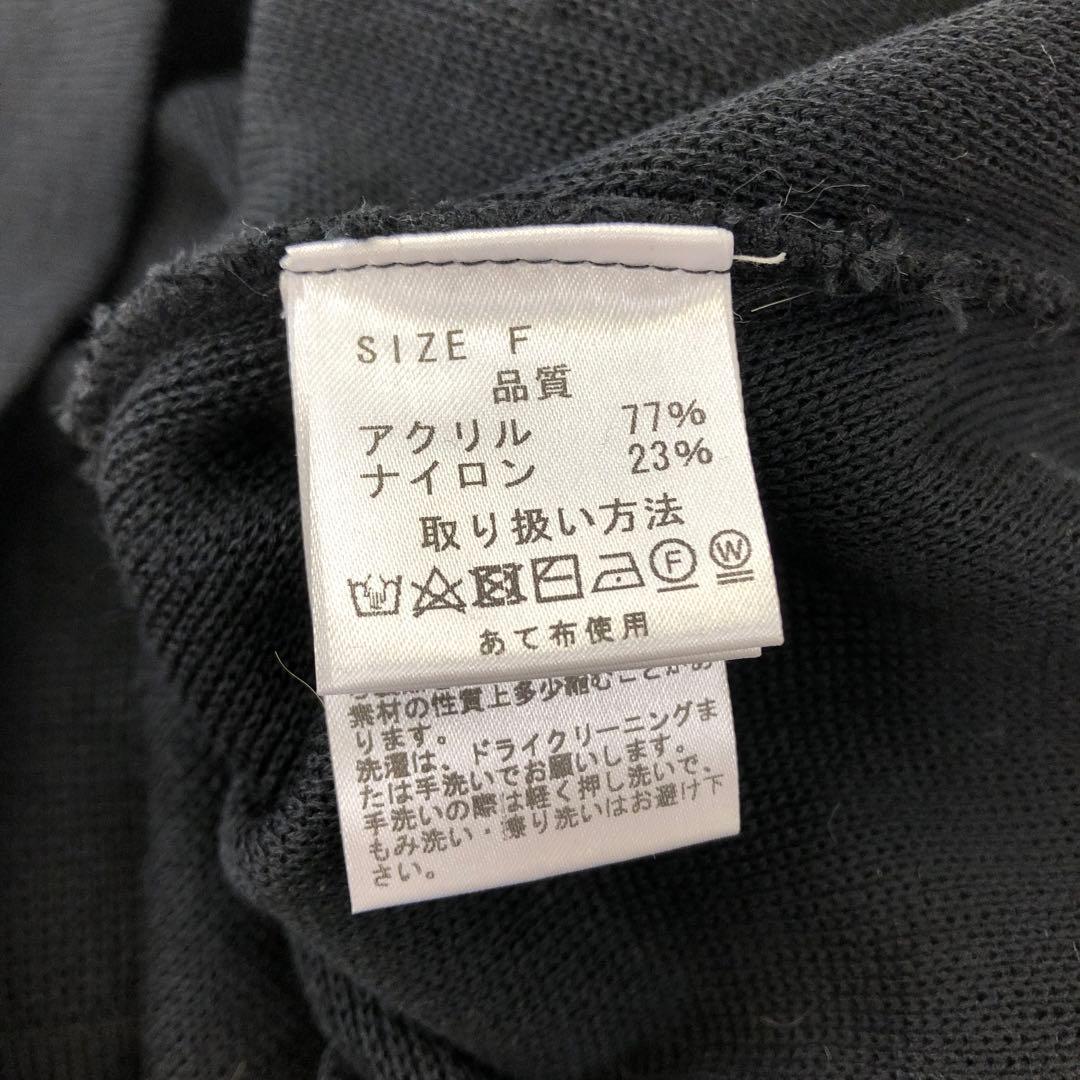 SIZE F
品質
アクリル 77%
ナイロン 23%
取り扱い方法
F W
あて布使用
素材の性質上多少縮むことがあ
ります。
洗濯は、ドライクリーニングま
たは手洗いでお願いします。
手洗いの際は軽く押し洗いで、
もみ洗い・擦り洗いはお避け下
さい。